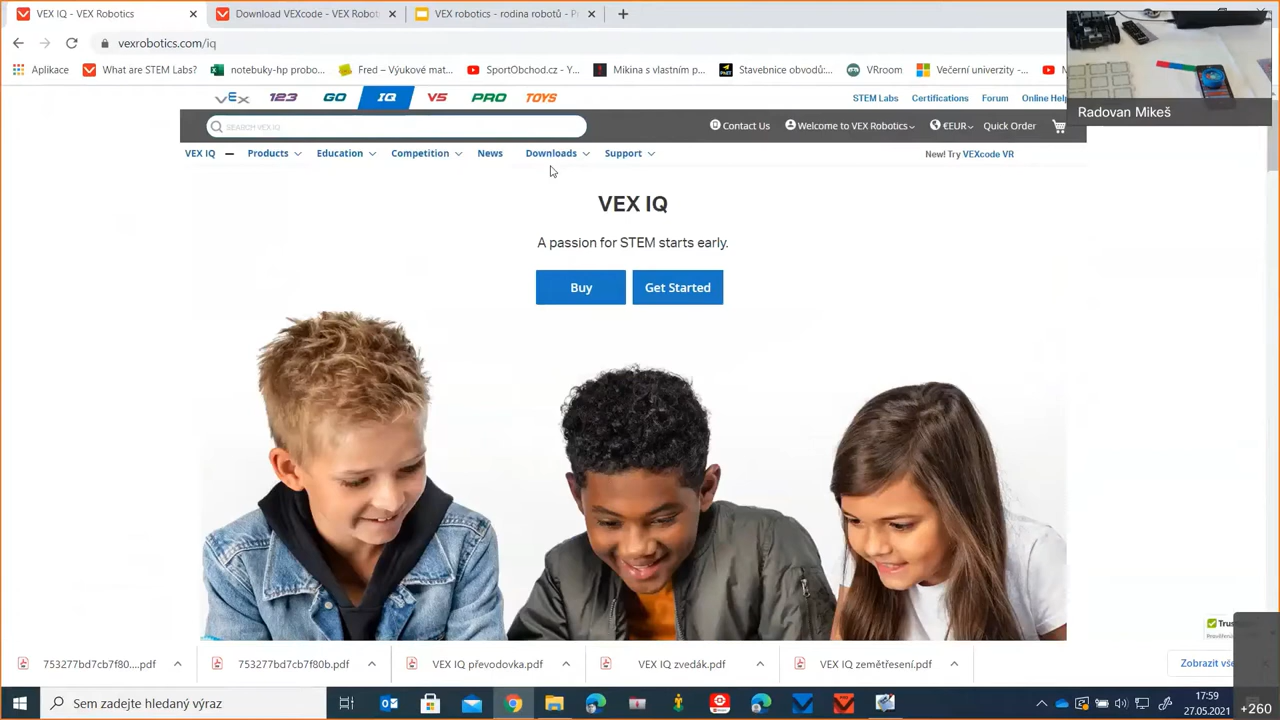 VEX IQ - VEX Robotics
Download VEXcode - VEX Robot
VEX robotics - rodina robotů - P
vexrobotics.com/iq
Aplikace
What are STEM Labs?
notebuky-hp probo...
Fred – Výukové mat...
SportObchod.cz - Y...
Mikina s vlastním p...
Stavebnice obvodů:...
VRroom
Večerní univerzity -...
Radovan Mikeš
VEX
123
GO
IQ
V5
PRO
TOYS
STEM Labs
Certifications
Forum
Online Help
SEARCH VEX IQ
Contact Us
Welcome to VEX Robotics
€EUR
Quick Order
VEX IQ
Products
Education
Competition
News
Downloads
Support
New! Try VEXcode VR
VEX IQ
A passion for STEM starts early.
Buy
Get Started
753277bd7cb7f80....pdf
753277bd7cb7f80b.pdf
VEX IQ převodovka.pdf
VEX IQ zvedák.pdf
VEX IQ zemětřesení.pdf
Zobrazit vše
Sem zadejte hledaný výraz
17:59
27.05.2021
+260